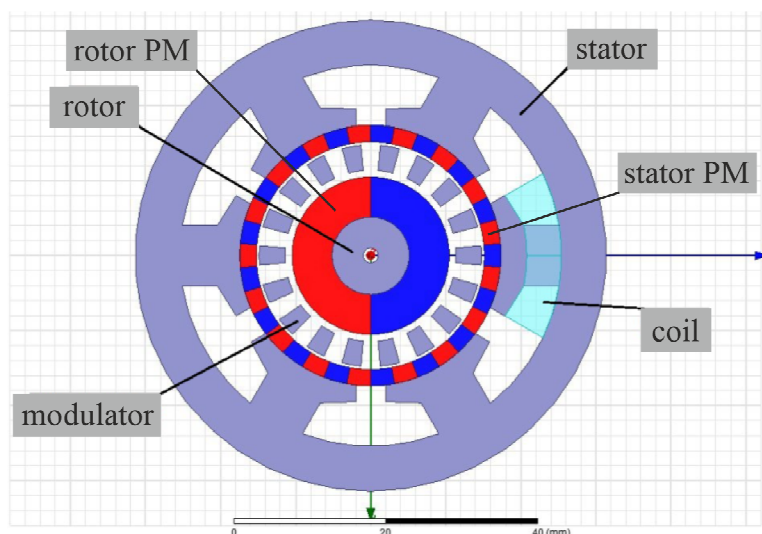 rotor PM
stator
rotor
stator PM
coil
modulator
0
20
40 (mm)